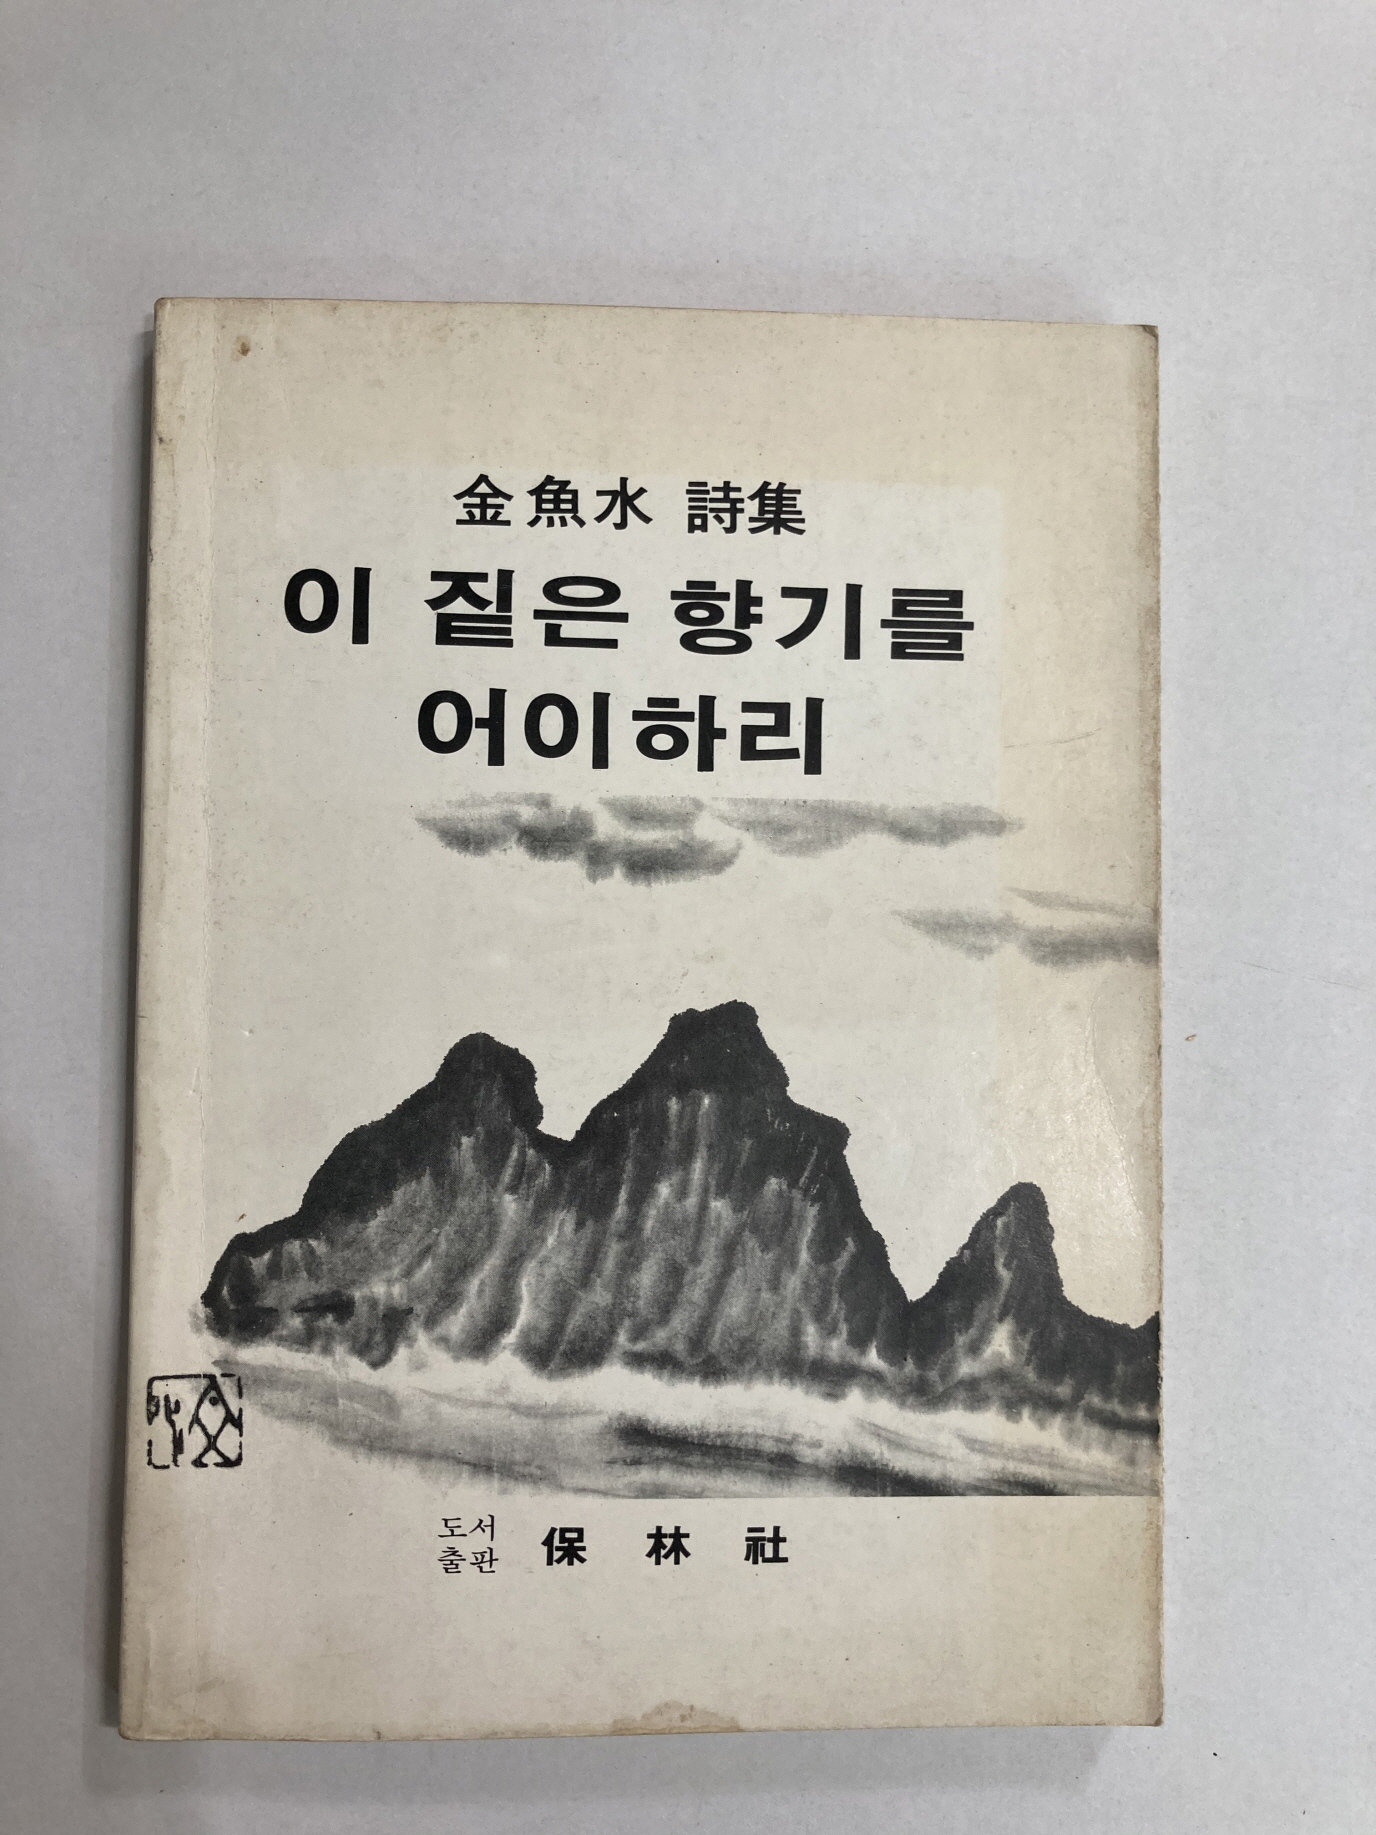 金魚水 詩集
이 짙은 향기를
어이하리
도서
출판 保林社